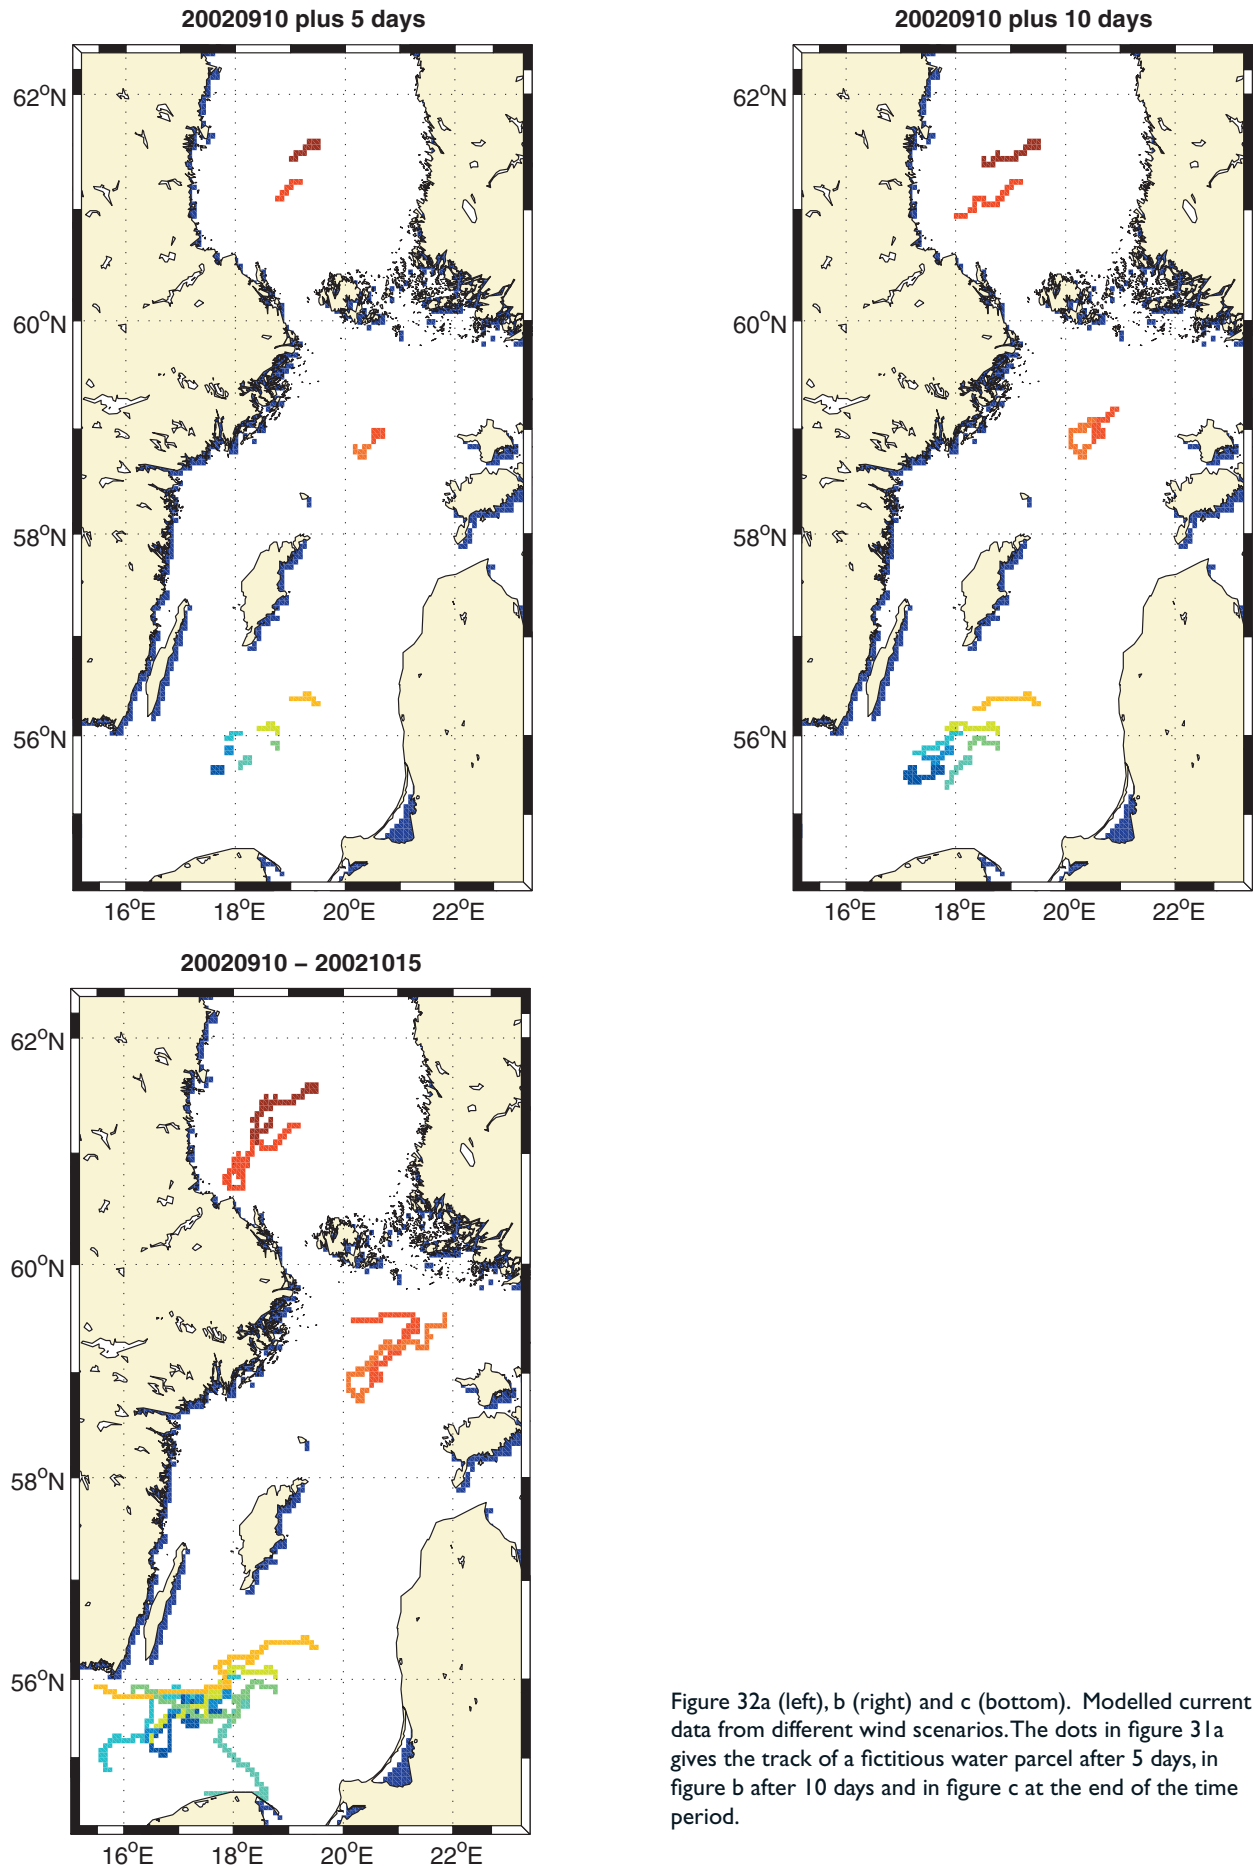 20020910 plus 5 days
62°N
60°N
58°N
56°N
16°E 18°E 20°E 22°E
20020910 plus 10 days
62°N
60°N
58°N
56°N
16°E 18°E 20°E 22°E
20020910 – 20021015
62°N
60°N
58°N
56°N
16°E 18°E 20°E 22°E
Figure 32a (left), b (right) and c (bottom). Modelled current
data from different wind scenarios. The dots in figure 31a
gives the track of a fictitious water parcel after 5 days, in
figure b after 10 days and in figure c at the end of the time
period.